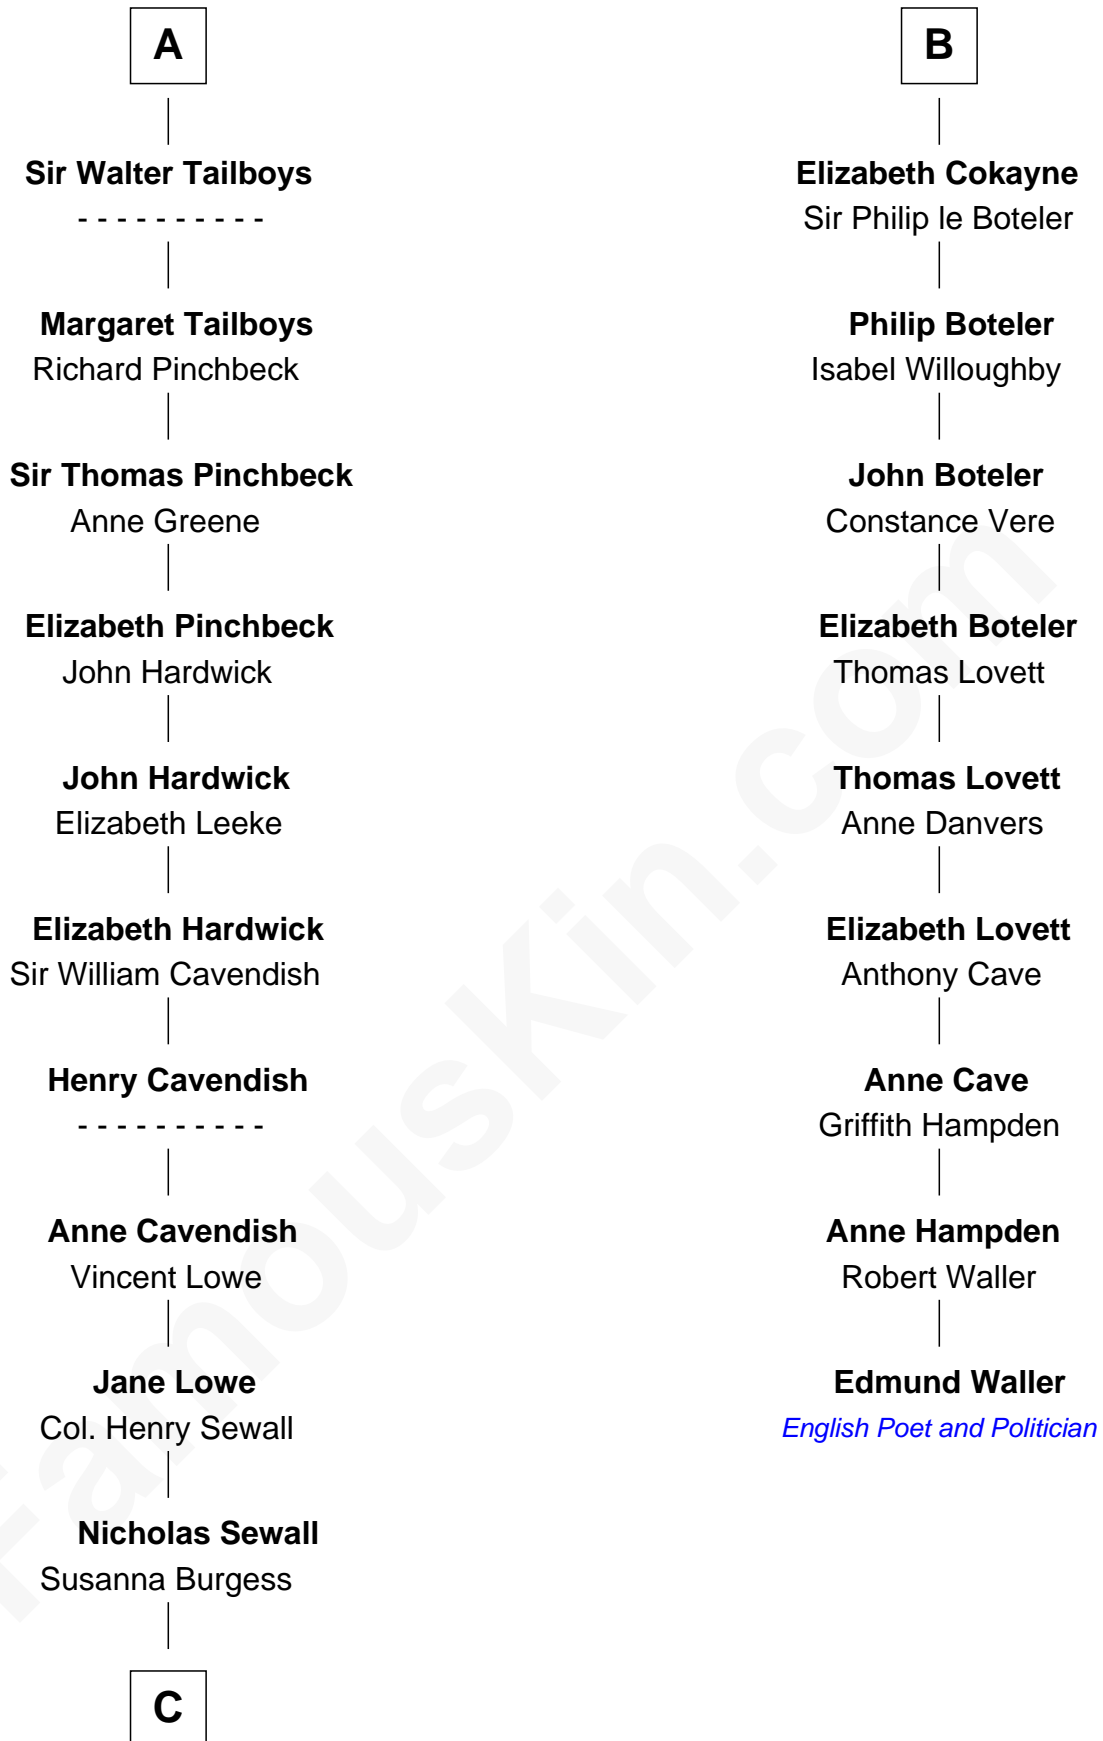 A
Sir Walter Tailboys
- - - - - - - - - -
Margaret Tailboys
Richard Pinchbeck
Sir Thomas Pinchbeck
Anne Greene
Elizabeth Pinchbeck
John Hardwick
John Hardwick
Elizabeth Leeke
Elizabeth Hardwick
Sir William Cavendish
Henry Cavendish
- - - - - - - - - -
Anne Cavendish
Vincent Lowe
Jane Lowe
Col. Henry Sewall
Nicholas Sewall
Susanna Burgess
C
B
Elizabeth Cokayne
Sir Philip le Boteler
Philip Boteler
Isabel Willoughby
John Boteler
Constance Vere
Elizabeth Boteler
Thomas Lovett
Thomas Lovett
Anne Danvers
Elizabeth Lovett
Anthony Cave
Anne Cave
Griffith Hampden
Anne Hampden
Robert Waller
Edmund Waller
English Poet and Politician
FamousKin.com